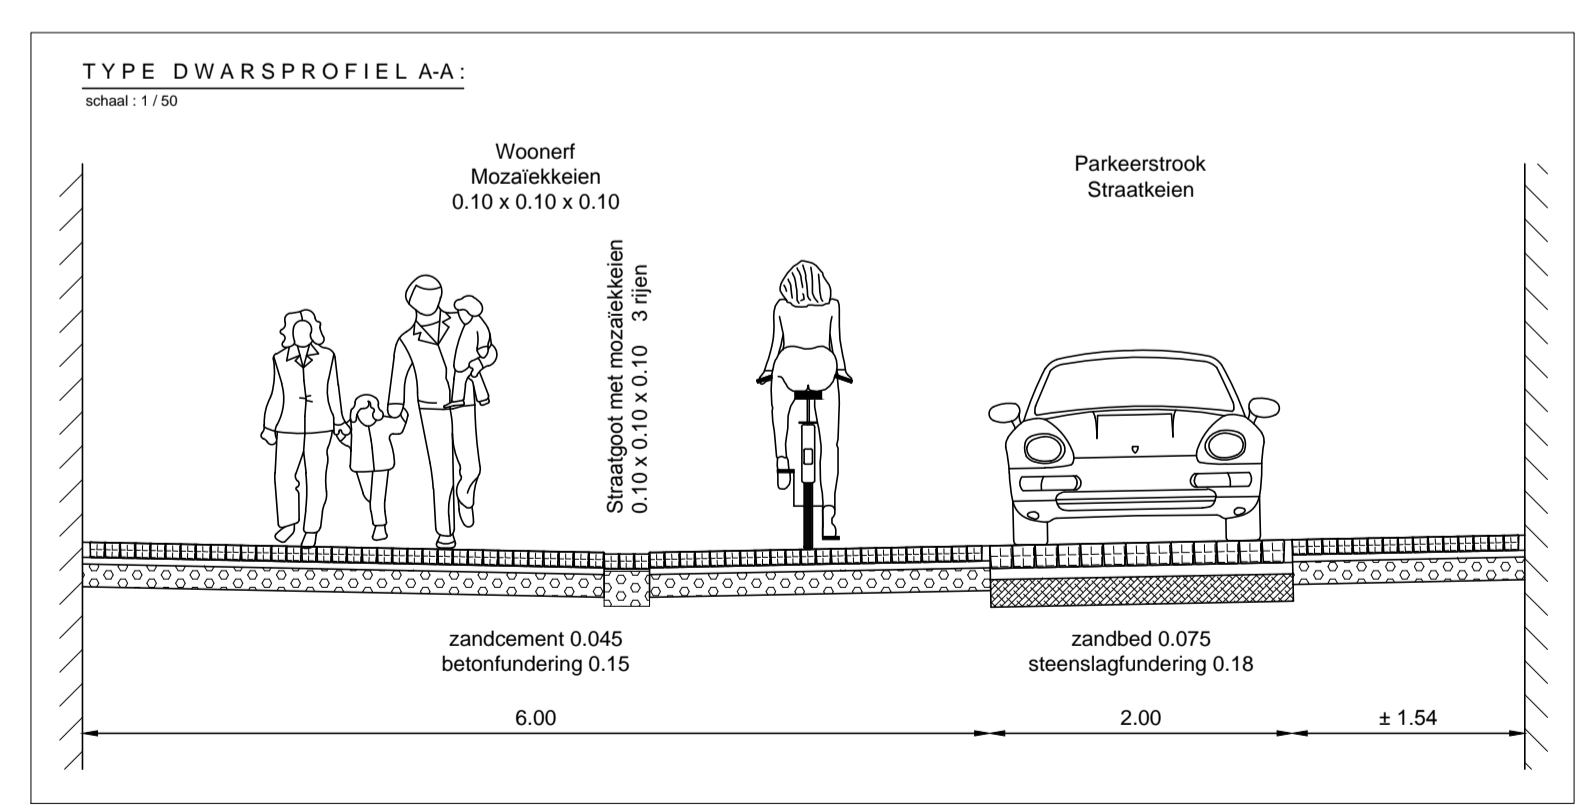 TYPE DWARSPROFIEL A-A:
schaal : 1 / 50
Woonerf
Mozaïekkeien
0.10 x 0.10 x 0.10
Parkeerstrook
Straatkeien
Straatgoot met mozaïekkeien
0.10 x 0.10 x 0.10 3 rijen
zandcement 0.045
betonfundering 0.15
zandbed 0.075
steenslagfundering 0.18
6.00
2.00
± 1.54